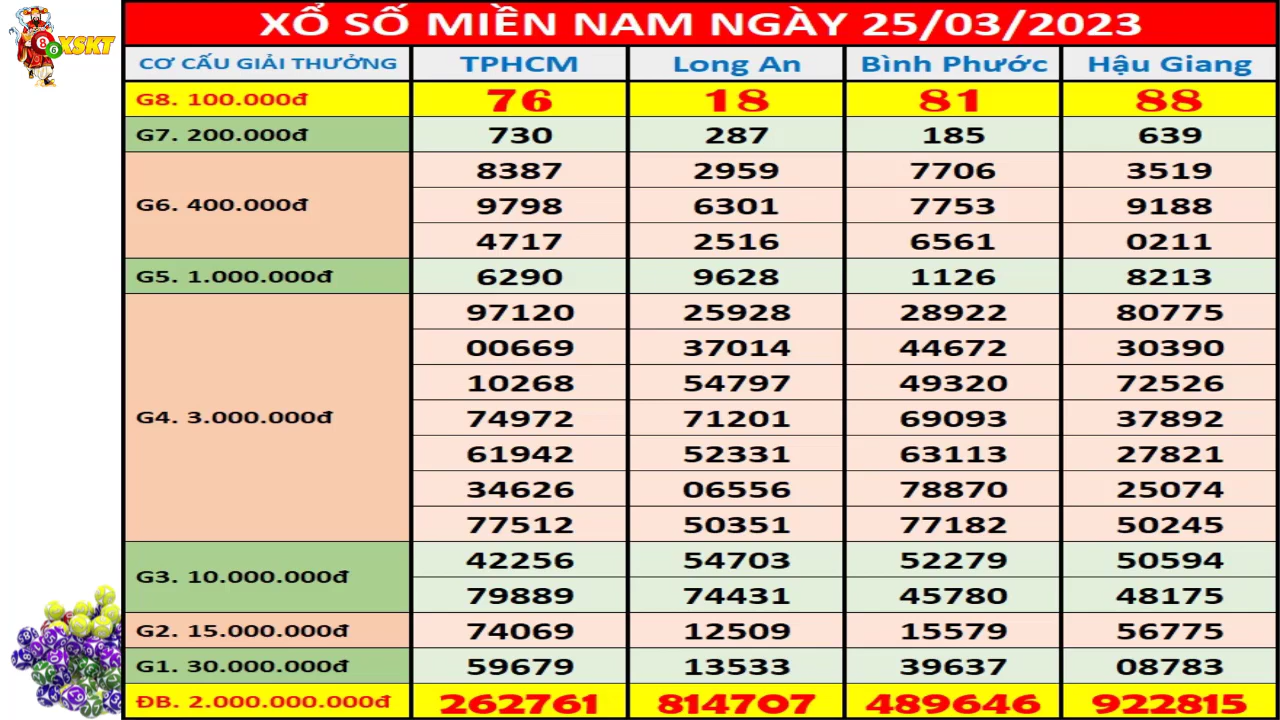 XỔ SỐ MIỀN NAM NGÀY 25/03/2023
XSKT
CƠ CẤU GIẢI THƯỞNG TPHCM Long An Bình Phước Hậu Giang
G8. 100.000đ 76 18 81 88
G7. 200.000đ 730 287 185 639
G6. 400.000đ
8387 2959 7706 3519
9798 6301 7753 9188
4717 2516 6561 0211
G5. 1.000.000đ 6290 9628 1126 8213
G4. 3.000.000đ
97120 25928 28922 80775
00669 37014 44672 30390
10268 54797 49320 72526
74972 71201 69093 37892
61942 52331 63113 27821
34626 06556 78870 25074
77512 50351 77182 50245
G3. 10.000.000đ
42256 54703 52279 50594
79889 74431 45780 48175
G2. 15.000.000đ 74069 12509 15579 56775
G1. 30.000.000đ 59679 13533 39637 08783
ĐB. 2.000.000.000đ 262761 814707 489646 922815